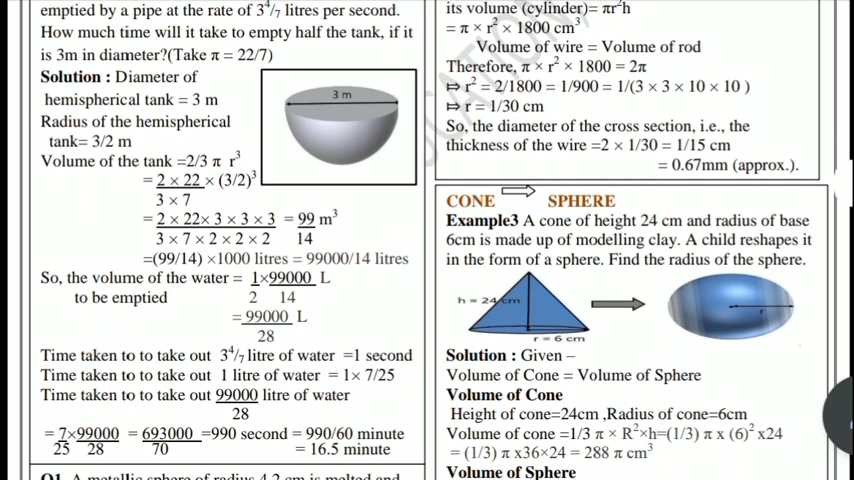 emptied by a pipe at the rate of 3⁴/₇ litres per second.
How much time will it take to empty half the tank, if it
is 3m in diameter?(Take π = 22/7)
Solution : Diameter of
hemispherical tank = 3 m
Radius of the hemispherical
tank= 3/2 m
Volume of the tank =2/3 π r³
= 2 × 22 × (3/2)³
3 × 7
= 2 × 22× 3 × 3 × 3 = 99 m³
3 × 7 × 2 × 2 × 2 14
=(99/14) ×1000 litres = 99000/14 litres
So, the volume of the water = 1×99000 L
to be emptied 2 14
= 99000 L
28
Time taken to to take out 3⁴/₇ litre of water =1 second
Time taken to to take out 1 litre of water = 1× 7/25
Time taken to to take out 99000 litre of water
28
= 7×99000 = 693000 =990 second = 990/60 minute
25 28 70 = 16.5 minute
3 m
its volume (cylinder)= πr²h
= π × r² × 1800 cm³
Volume of wire = Volume of rod
Therefore, π × r² × 1800 = 2π
⤇ r² = 2/1800 = 1/900 = 1/(3 × 3 × 10 × 10 )
⤇ r = 1/30 cm
So, the diameter of the cross section, i.e., the
thickness of the wire =2 × 1/30 = 1/15 cm
= 0.67mm (approx.).
CONE ⇨ SPHERE
Example3 A cone of height 24 cm and radius of base
6cm is made up of modelling clay. A child reshapes it
in the form of a sphere. Find the radius of the sphere.
h = 24 cm
r
r = 6 cm
Solution : Given –
Volume of Cone = Volume of Sphere
Volume of Cone
Height of cone=24cm ,Radius of cone=6cm
Volume of cone =1/3 π × R²×h=(1/3) π x (6)² x24
= (1/3) π x36×24 = 288 π cm³
Volume of Sphere